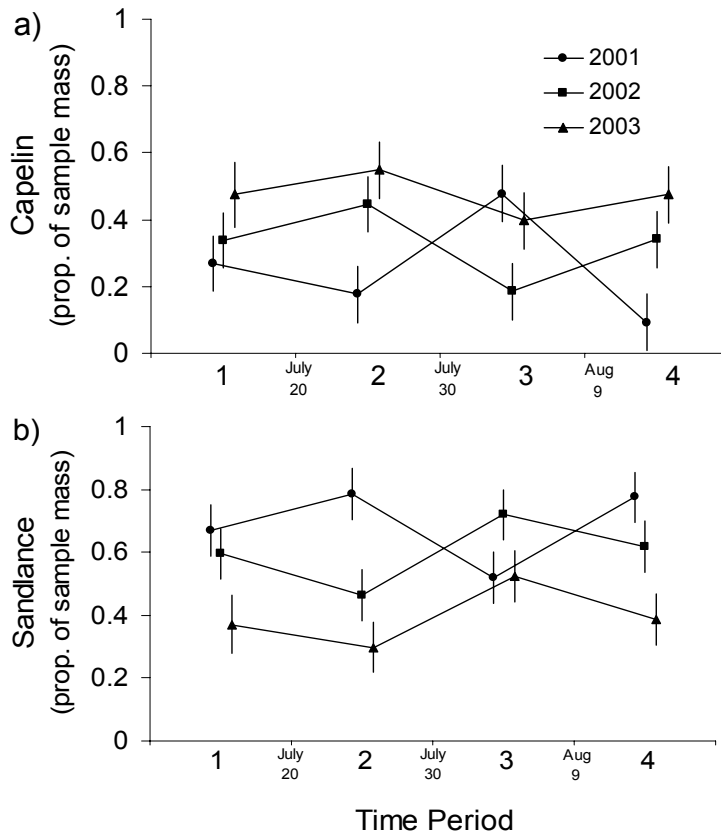 a)
Capelin
(prop. of sample mass)
1
0.8
0.6
0.4
0.2
0
2001
2002
2003
1 July 20 2 July 30 3 Aug 9 4
b)
Sandlance
(prop. of sample mass)
1
0.8
0.6
0.4
0.2
0
1 July 20 2 July 30 3 Aug 9 4
Time Period